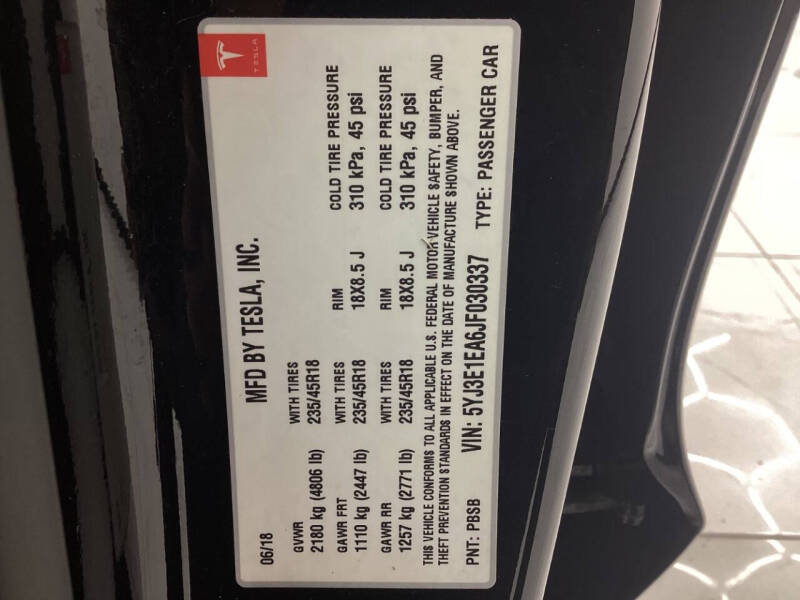 TESLA
MFD BY TESLA, INC.
06/18
GVWR WITH TIRES
2180 kg (4806 lb) 235/45R18
GAWR FRT WITH TIRES RIM COLD TIRE PRESSURE
1110 kg (2447 lb) 235/45R18 18X8.5 J 310 kPa, 45 psi
GAWR RR WITH TIRES RIM COLD TIRE PRESSURE
1257 kg (2771 lb) 235/45R18 18X8.5 J 310 kPa, 45 psi
THIS VEHICLE CONFORMS TO ALL APPLICABLE U.S. FEDERAL MOTOR VEHICLE SAFETY, BUMPER, AND
THEFT PREVENTION STANDARDS IN EFFECT ON THE DATE OF MANUFACTURE SHOWN ABOVE.
PNT: PBSB VIN: 5YJ3E1EA6JF030337 TYPE: PASSENGER CAR